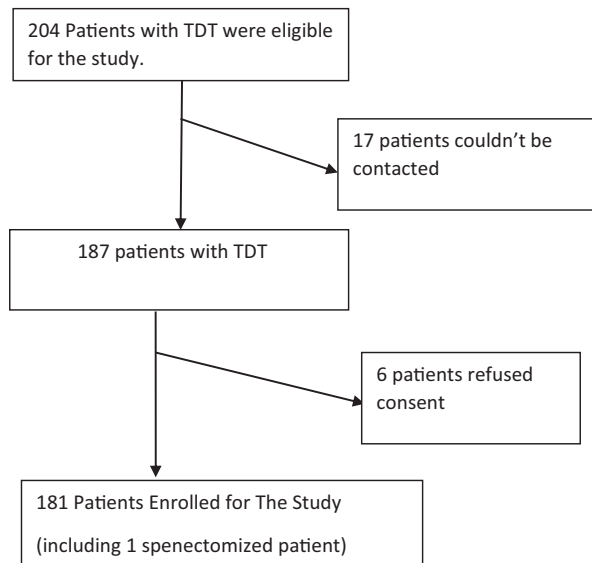 204 Patients with TDT were eligible
for the study.
17 patients couldn’t be
contacted
187 patients with TDT
6 patients refused
consent
181 Patients Enrolled for The Study
(including 1 spenectomized patient)